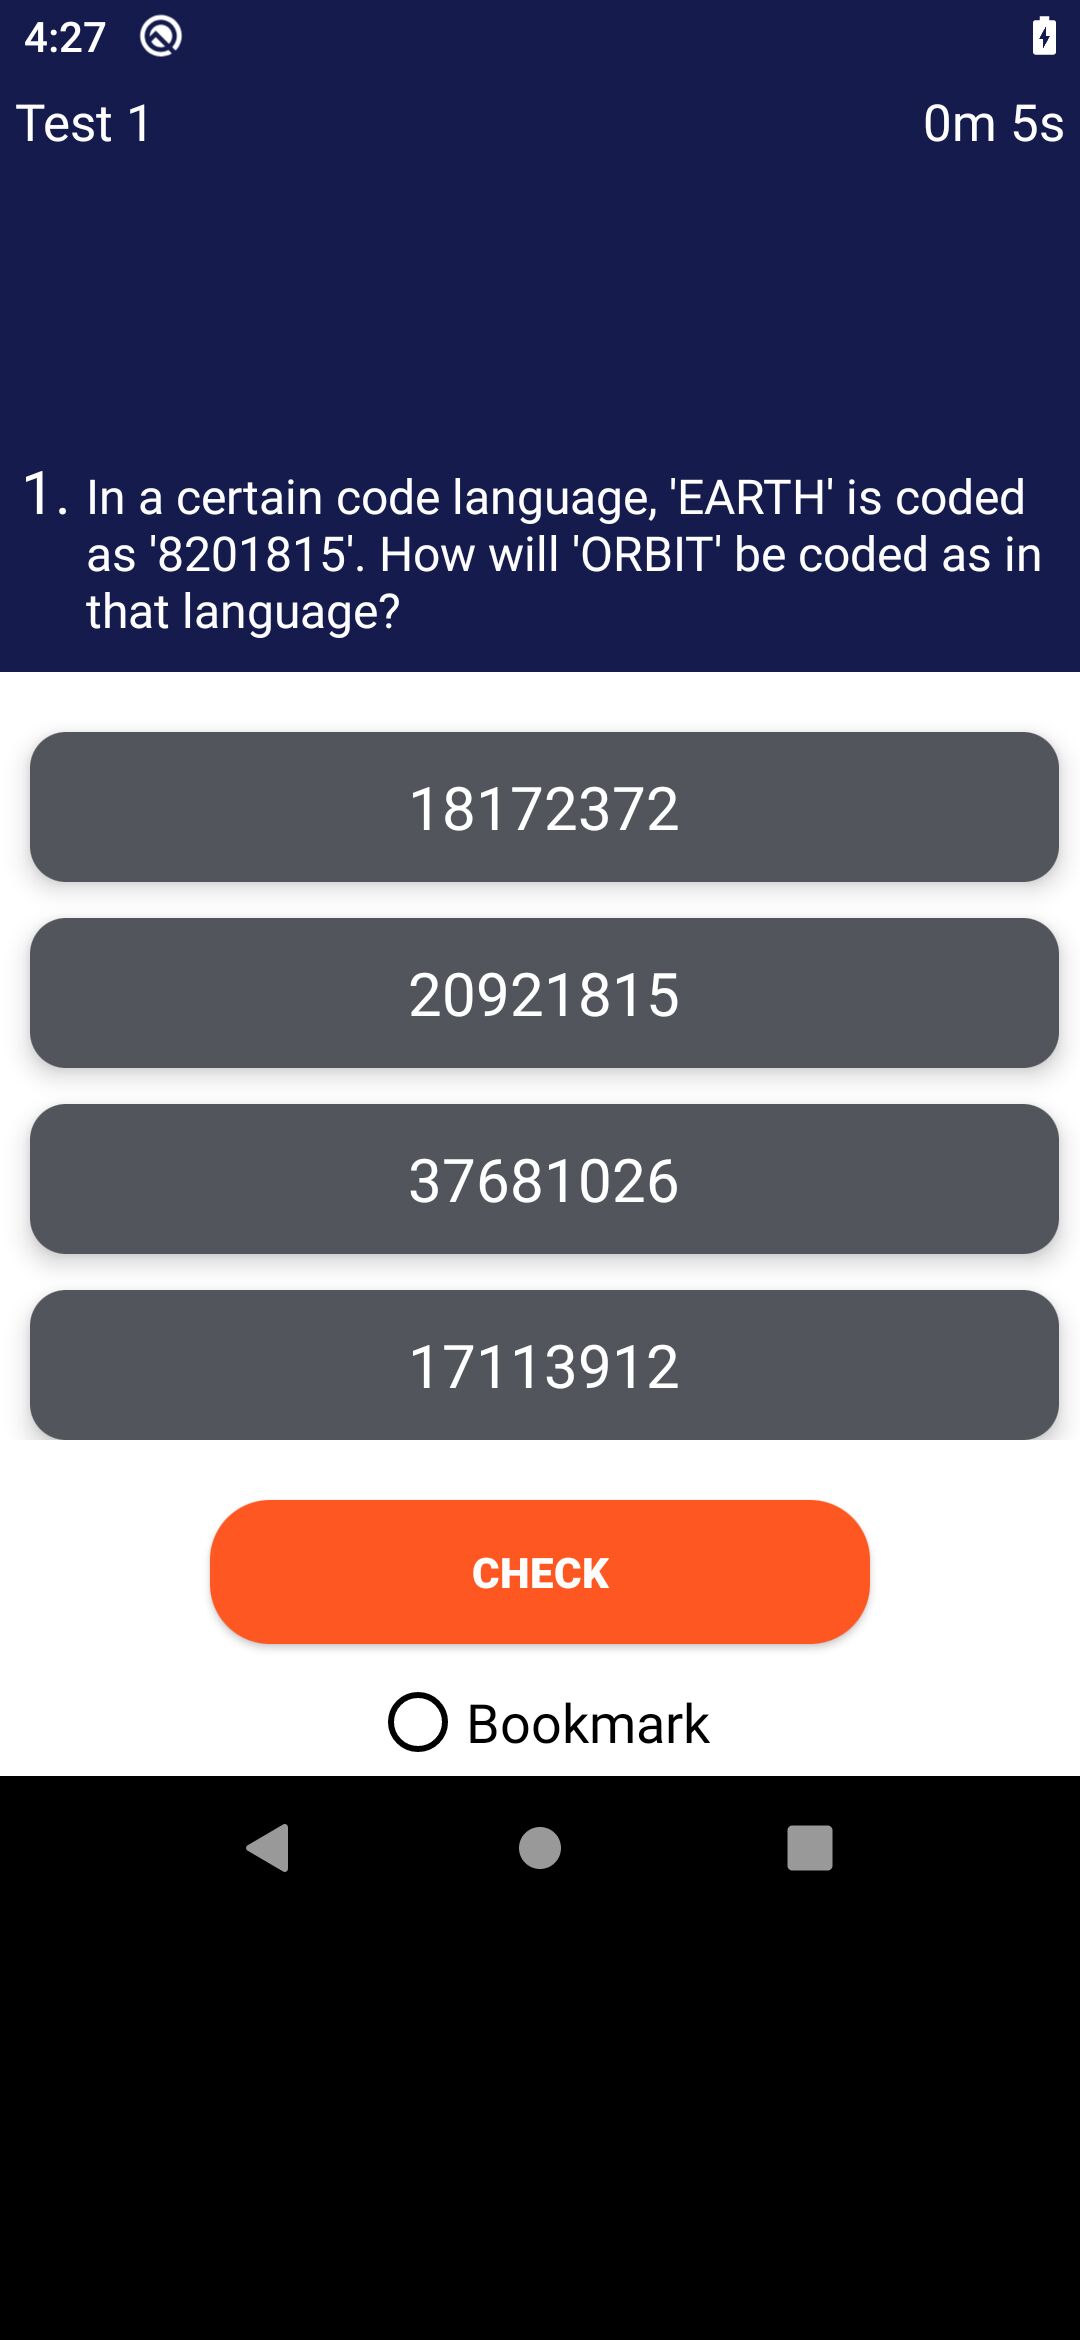 4:27
Test 1
0m 5s
1. In a certain code language, 'EARTH' is coded
as '8201815'. How will 'ORBIT' be coded as in
that language?
18172372
20921815
37681026
17113912
CHECK
Bookmark